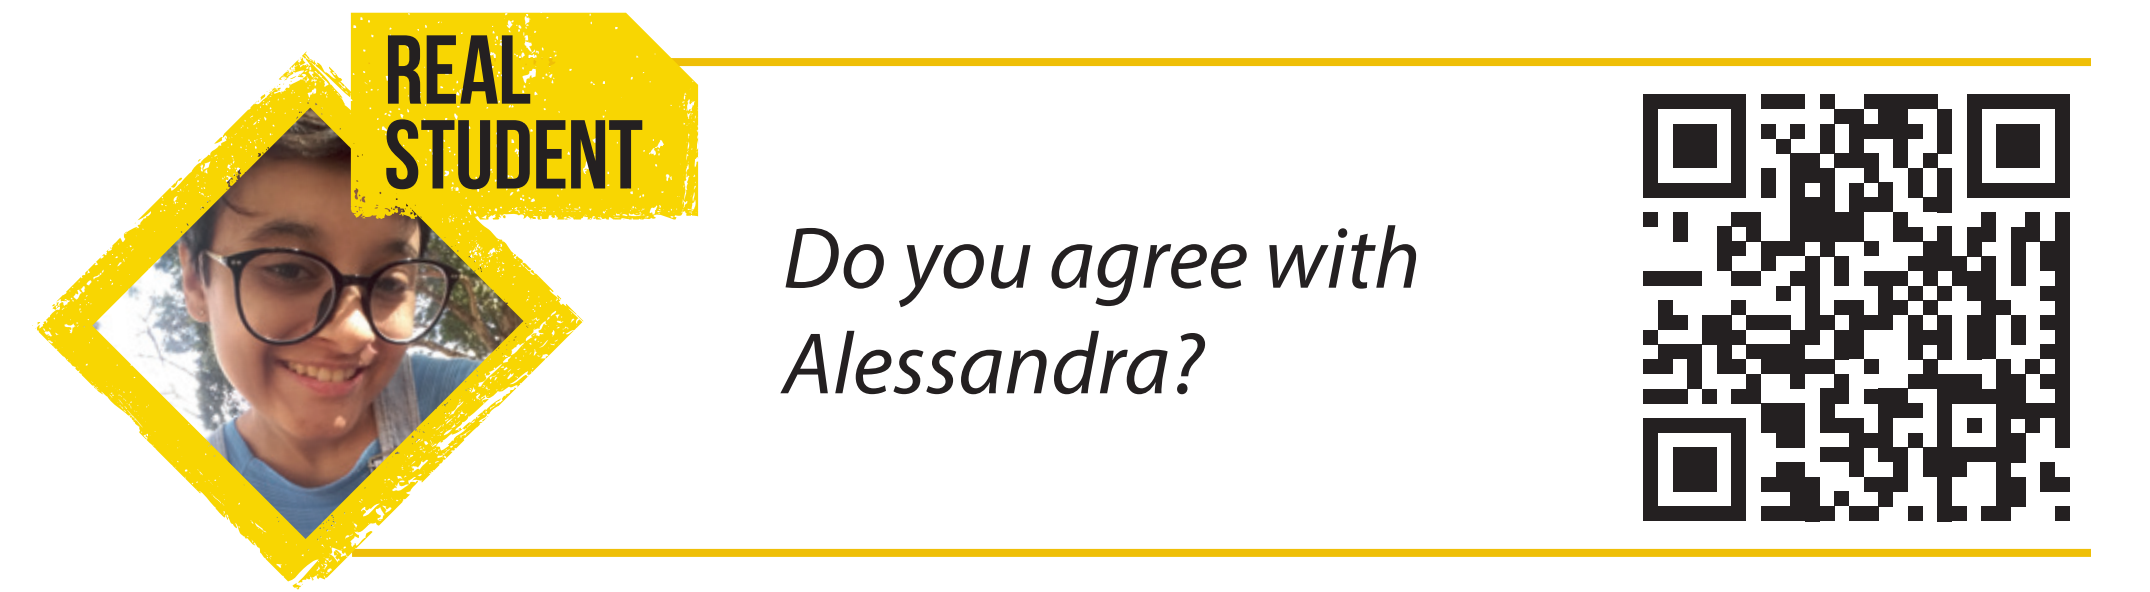 REAL
STUDENT
Do you agree with
Alessandra?